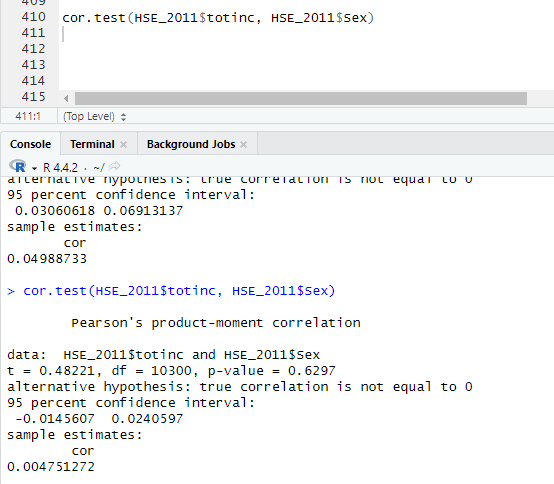 409
410 cor.test(HSE_2011$totinc, HSE_2011$Sex)
411
412
413
414
415
411:1 (Top Level)
Console Terminal × Background Jobs ×
R 4.4.2 · ~/
alternative hypothesis: true correlation is not equal to 0
95 percent confidence interval:
 0.03060618 0.06913137
sample estimates:
       cor
0.04988733
> cor.test(HSE_2011$totinc, HSE_2011$Sex)
        Pearson's product-moment correlation
data:  HSE_2011$totinc and HSE_2011$Sex
t = 0.48221, df = 10300, p-value = 0.6297
alternative hypothesis: true correlation is not equal to 0
95 percent confidence interval:
 -0.0145607  0.0240597
sample estimates:
        cor
0.004751272